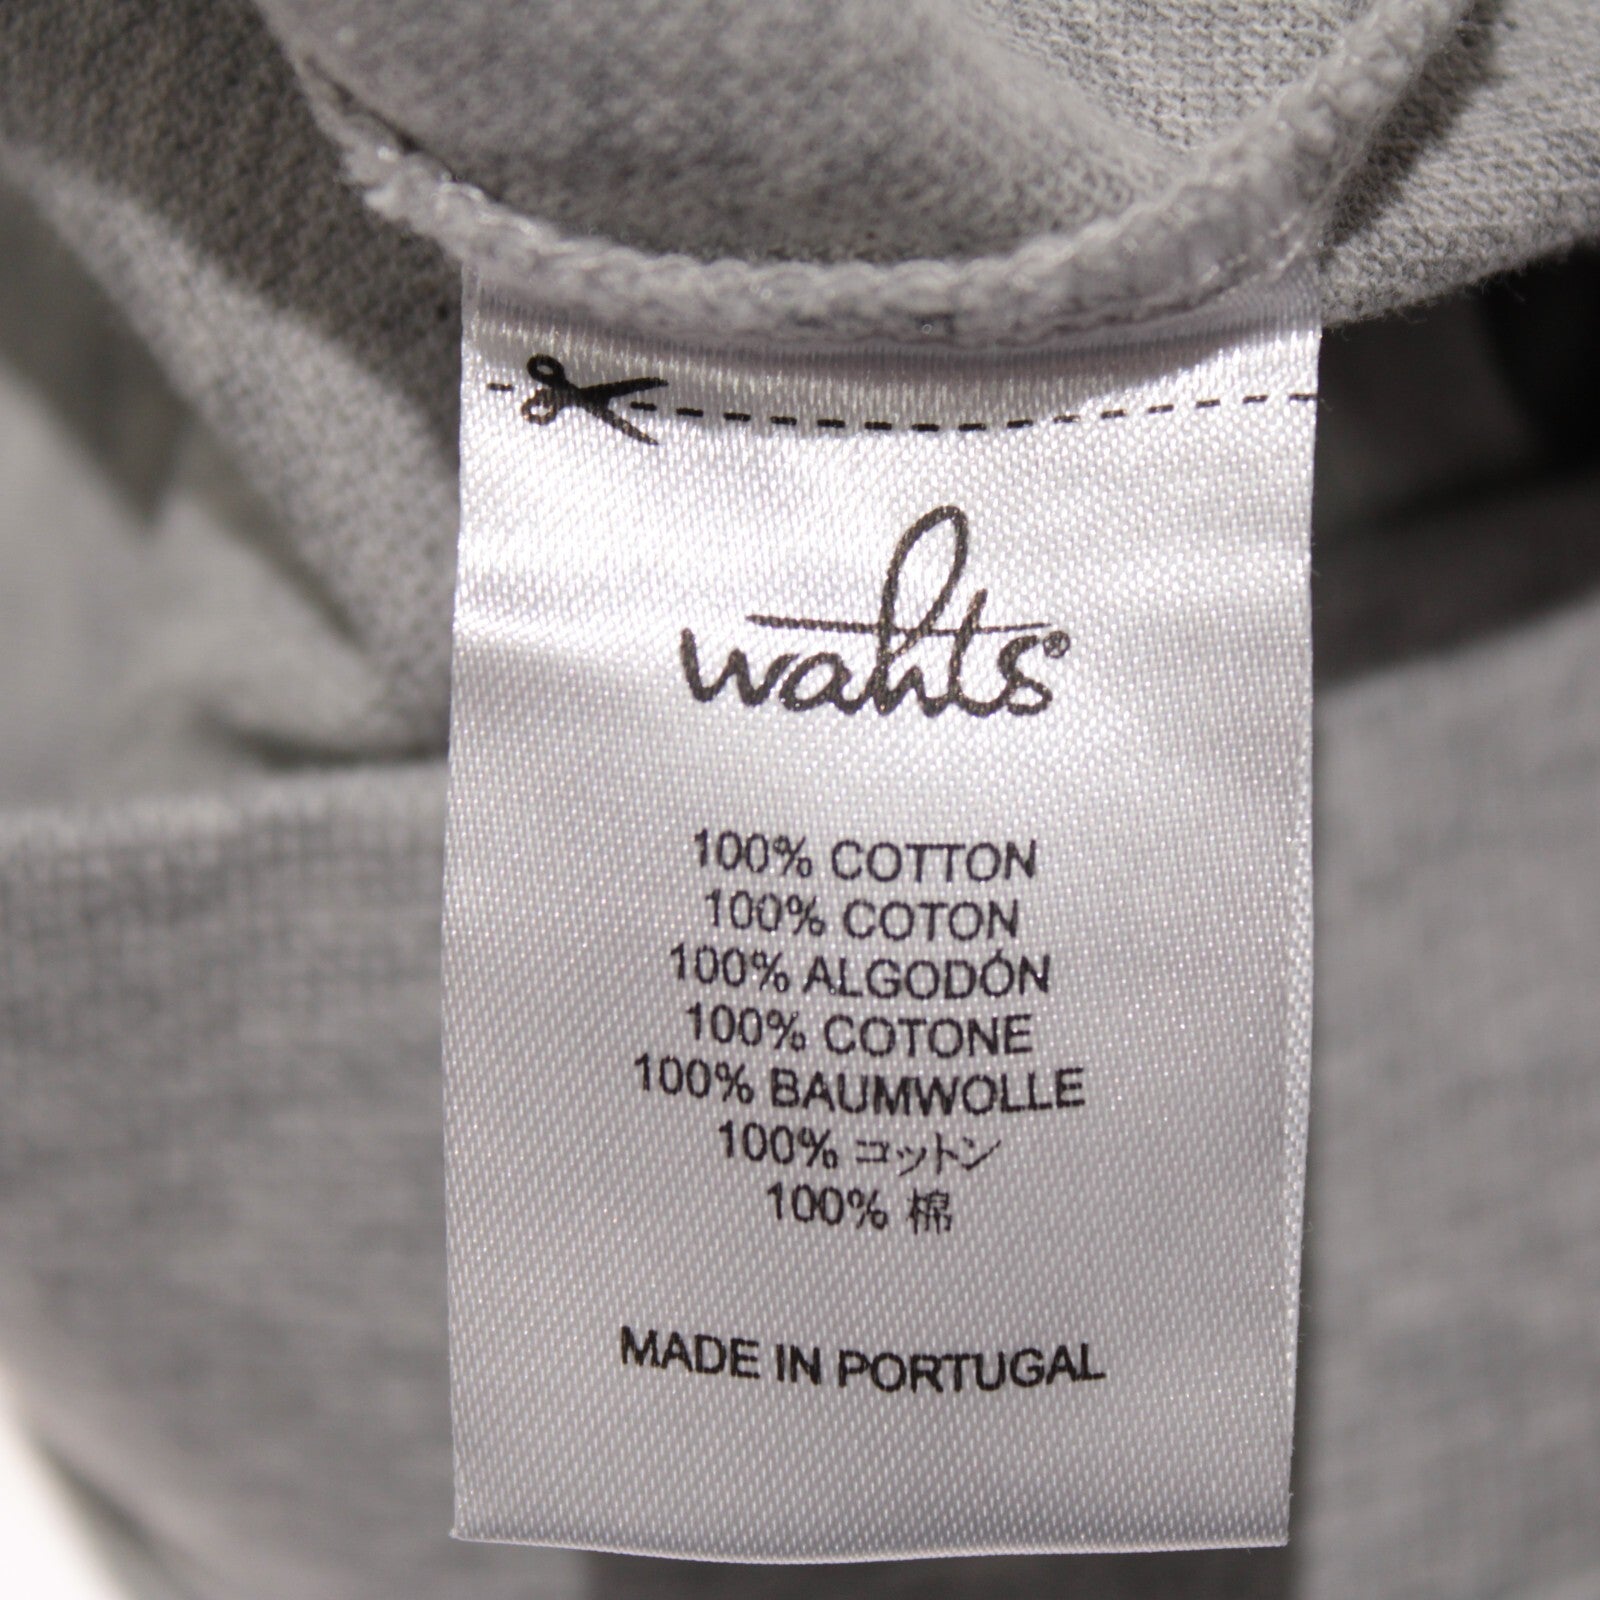 wahts®
100% COTTON
100% COTON
100% ALGODÓN
100% COTONE
100% BAUMWOLLE
100% コットン
100% 棉
MADE IN PORTUGAL